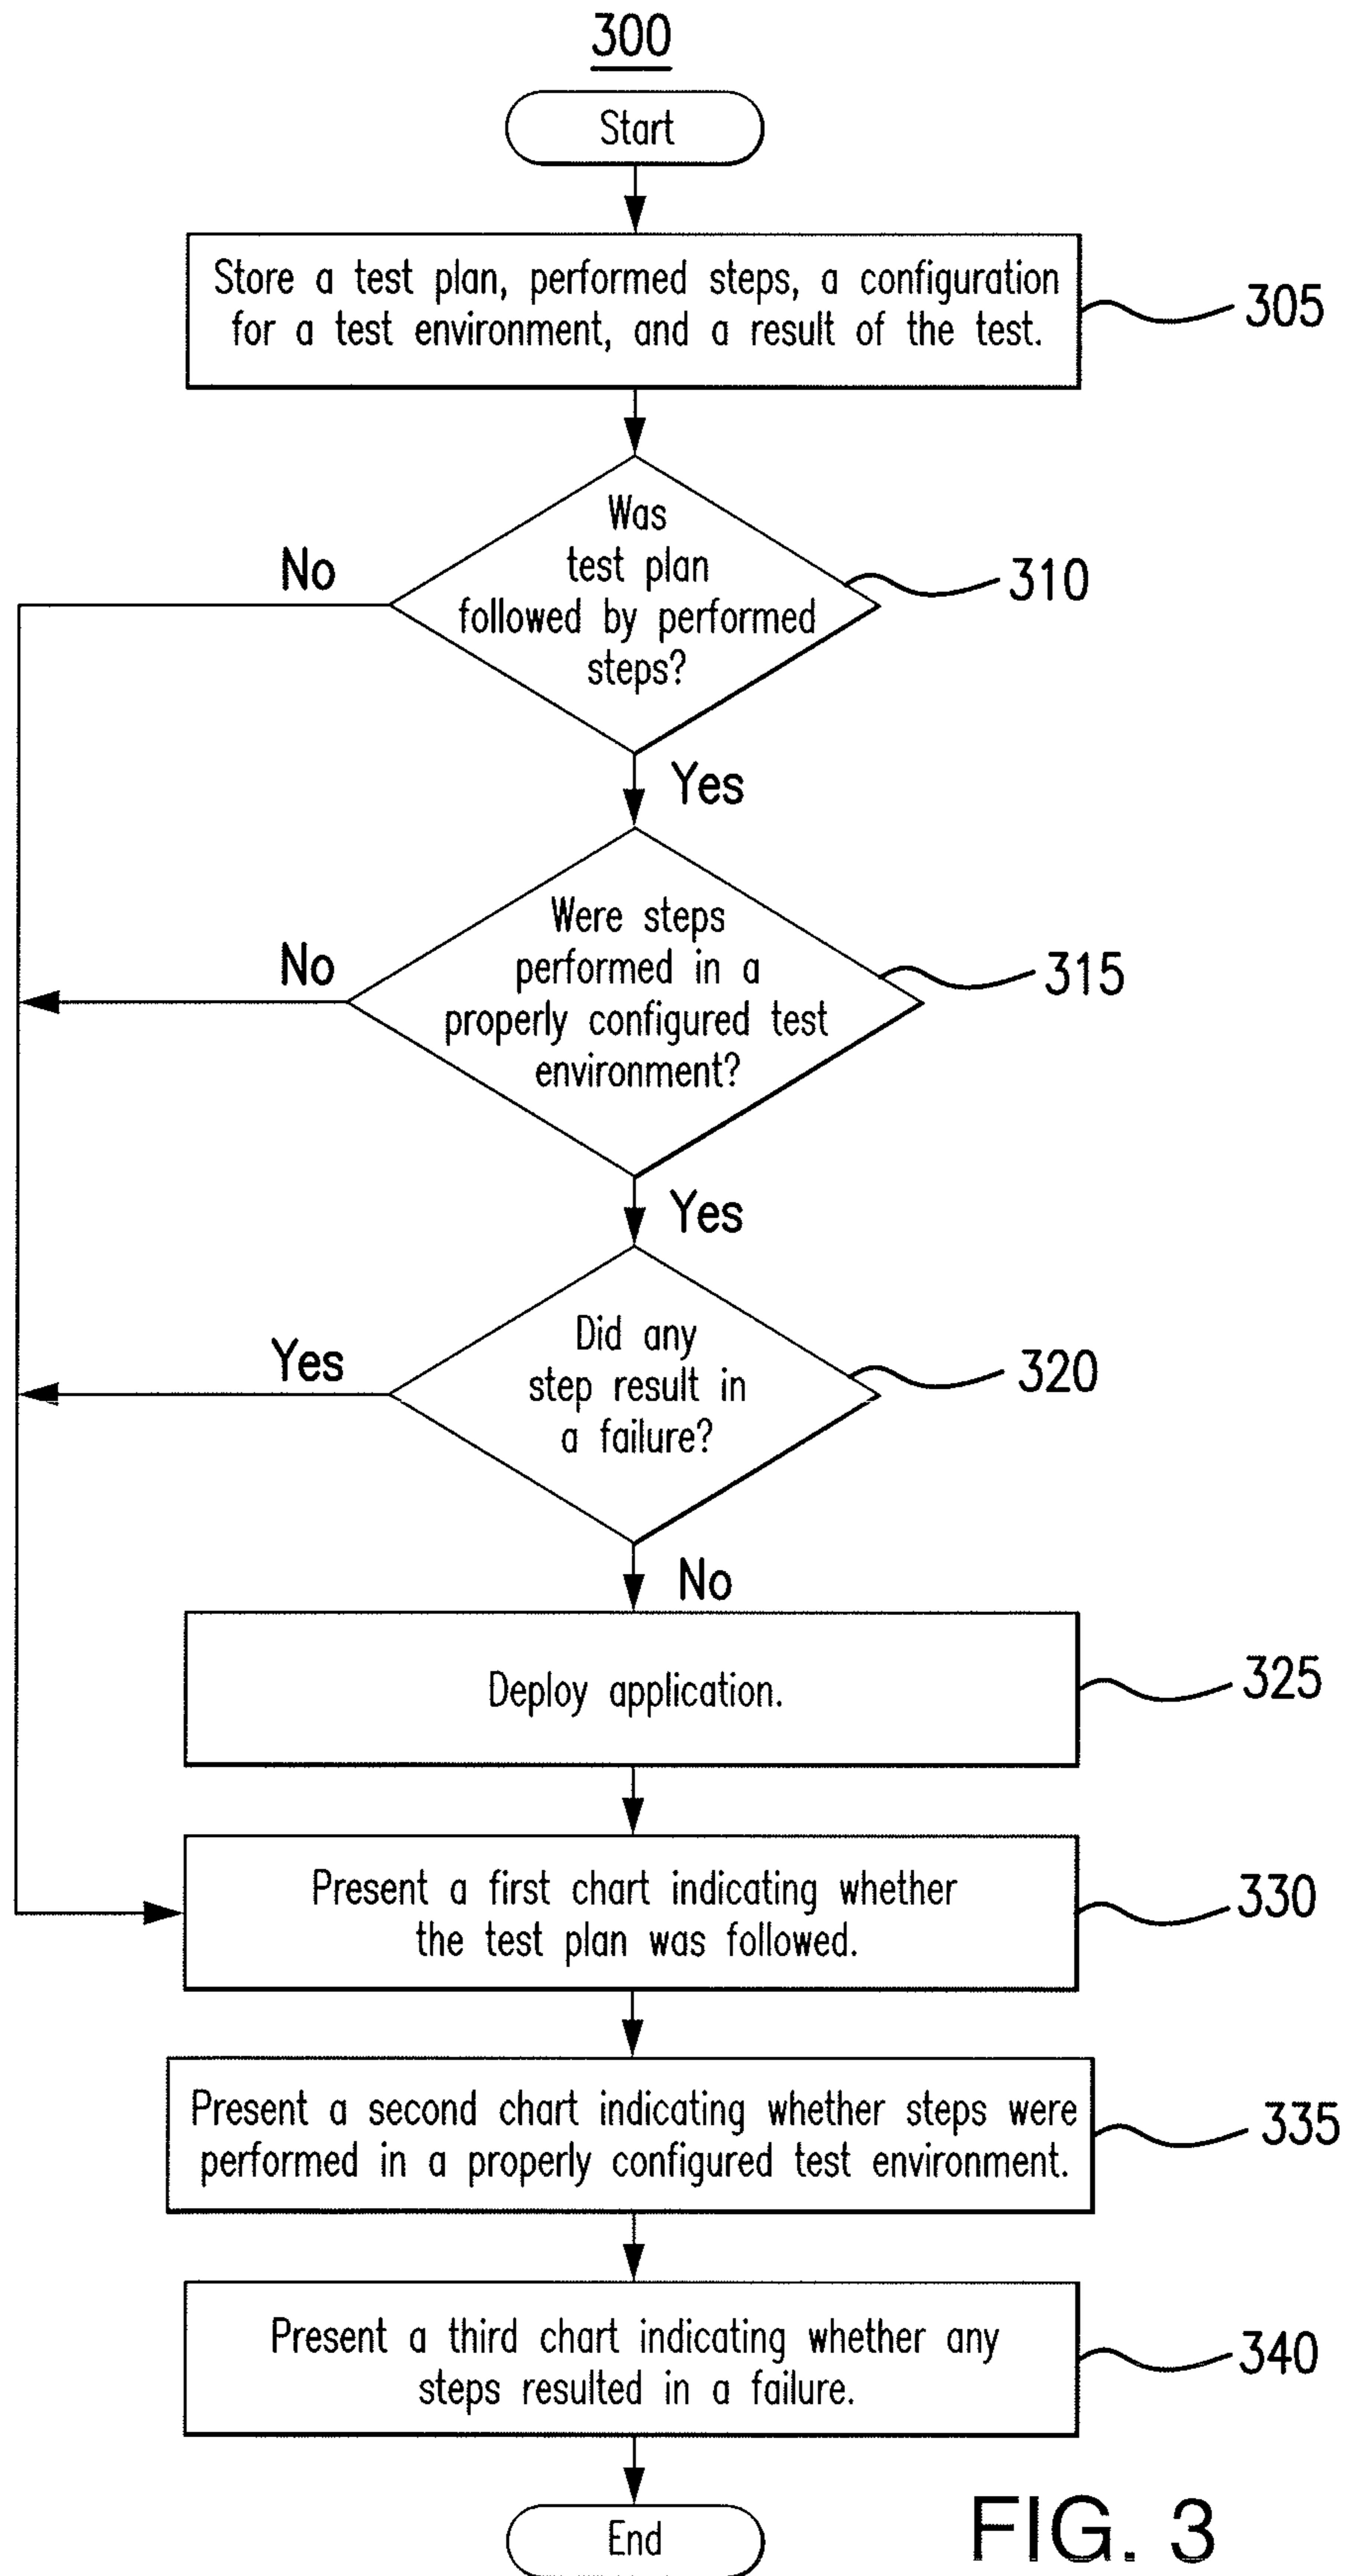 300
Start
Store a test plan, performed steps, a configuration
for a test environment, and a result of the test.
305
Was
test plan
followed by performed
steps?
310
No
Yes
Were steps
performed in a
properly configured test
environment?
315
No
Yes
Did any
step result in
a failure?
320
Yes
No
Deploy application.
325
Present a first chart indicating whether
the test plan was followed.
330
Present a second chart indicating whether steps were
performed in a properly configured test environment.
335
Present a third chart indicating whether any
steps resulted in a failure.
340
End
FIG. 3